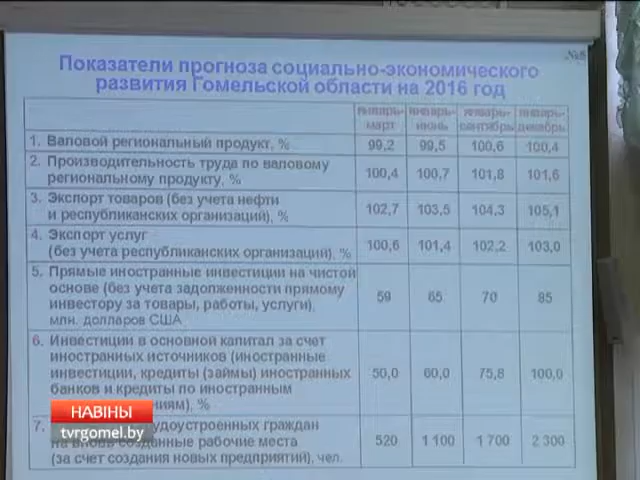 Показатели прогноза социально-экономического
развития Гомельской области на 2016 год
январь-март январь-июнь январь-сентябрь январь-декабрь
1. Валовой региональный продукт, % 99,2 99,5 100,6 100,4
2. Производительность труда по валовому
региональному продукту, % 100,4 100,7 101,8 101,6
3. Экспорт товаров (без учета нефти
и республиканских организаций), % 102,7 103,5 104,3 105,1
4. Экспорт услуг
(без учета республиканских организаций), % 100,6 101,4 102,2 103,0
5. Прямые иностранные инвестиции на чистой
основе (без учета задолженности прямому
инвестору за товары, работы, услуги),
млн. долларов США 59 65 70 85
6. Инвестиции в основной капитал за счет
иностранных источников (иностранные
инвестиции, кредиты (займы) иностранных
банков и кредиты по иностранным
%  50,0 60,0 75,8 100,0
7. граждан
на вновь созданные рабочие места
(за счет создания новых предприятий), чел. 520 1 100 1 700 2 300
НАВІНЫ
tvrgomel.by